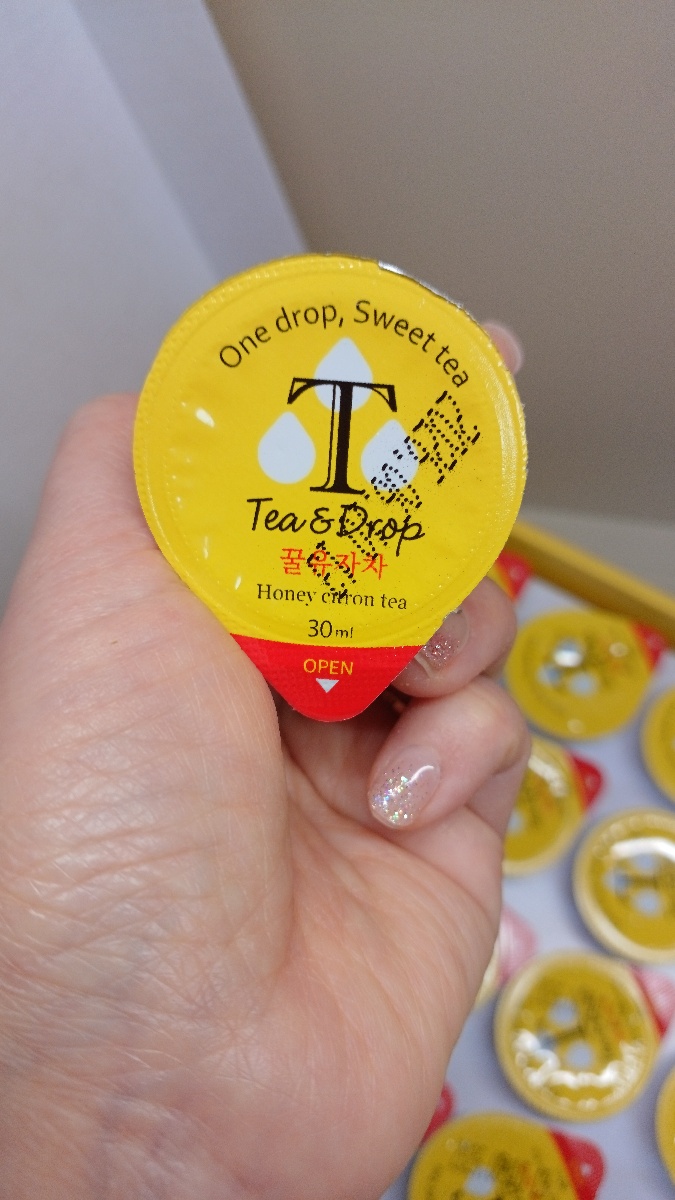 One drop, Sweet tea
T
Tea & Drop
꿀유자차
Honey citron tea
30ml
OPEN